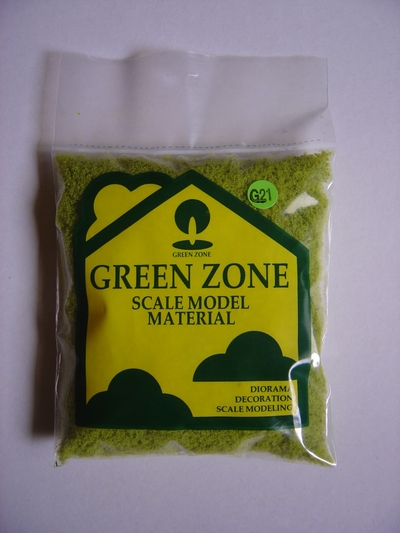 G21
GREEN ZONE
GREEN ZONE
SCALE MODEL
MATERIAL
DIORAMA
DECORATION
SCALE MODELING